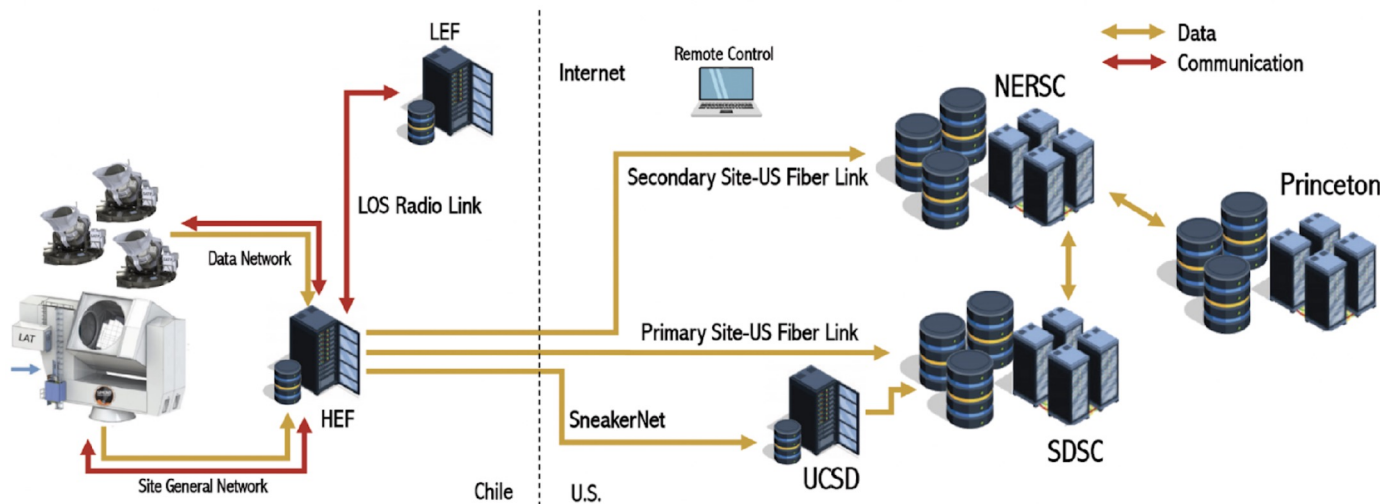 LEF
Internet
Remote Control
Data
Communication
NERSC
Secondary Site-US Fiber Link
Princeton
LOS Radio Link
Data Network
LAT
Primary Site-US Fiber Link
HEF
SneakerNet
UCSD
SDSC
Site General Network
Chile
U.S.